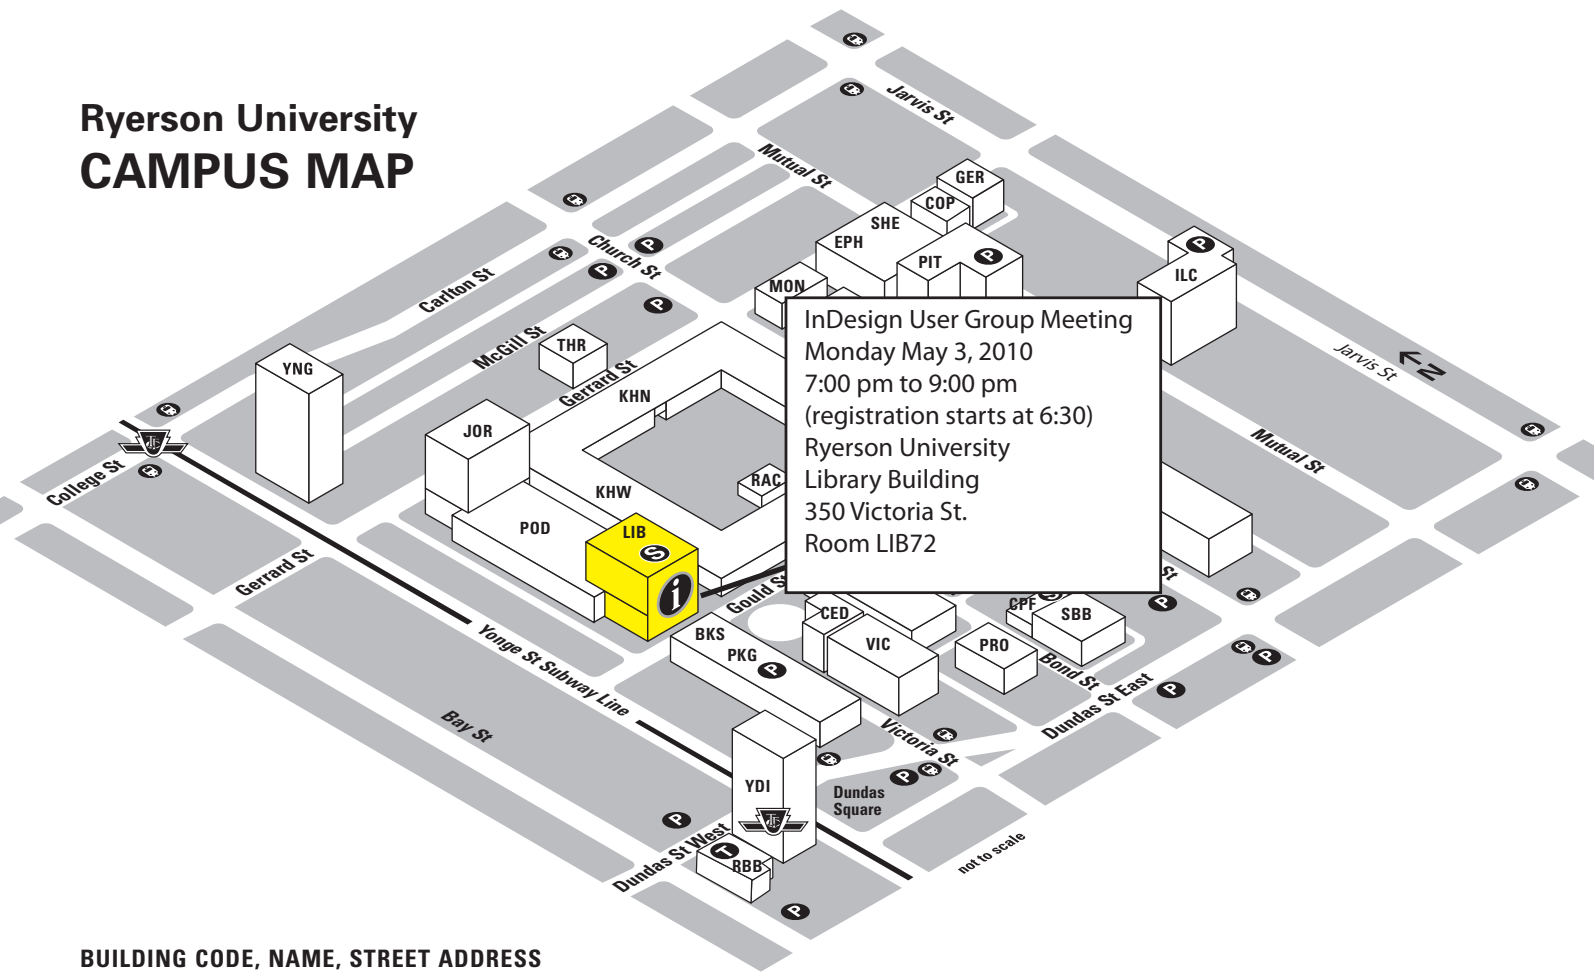 Ryerson University
CAMPUS MAP
Jarvis St
Mutual St
GER
COP
SHE
EPH
PIT
P
P
ILC
Church St
P
P
Carlton St
MON
P
McGill St
THR
YNG
Gerrard St
KHN
JOR
InDesign User Group Meeting
Monday May 3, 2010
7:00 pm to 9:00 pm
(registration starts at 6:30)
Ryerson University
Library Building
350 Victoria St.
Room LIB72
Jarvis St
N
Mutual St
College St
RAC
KHW
POD
LIB
S
i
Gerrard St
Gould St
St
CPF
P
SBB
CED
VIC
PRO
BKS
PKG
P
Bond St
P
P
Dundas St East
Yonge St Subway Line
Bay St
Victoria St
P
YDI
Dundas
Square
P
Dundas St West
T
RBB
not to scale
P
BUILDING CODE, NAME, STREET ADDRESS